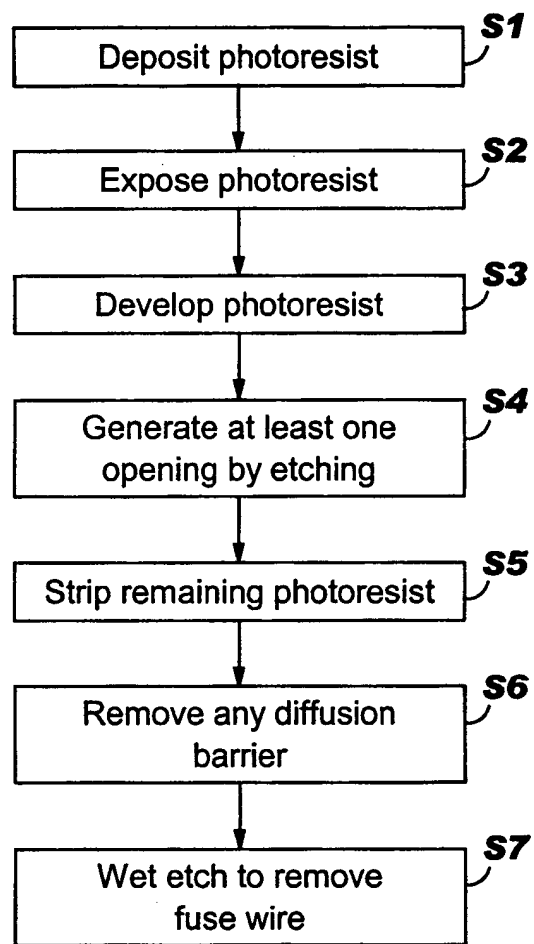 S1
Deposit photoresist
S2
Expose photoresist
S3
Develop photoresist
S4
Generate at least one
opening by etching
S5
Strip remaining photoresist
S6
Remove any diffusion
barrier
S7
Wet etch to remove
fuse wire